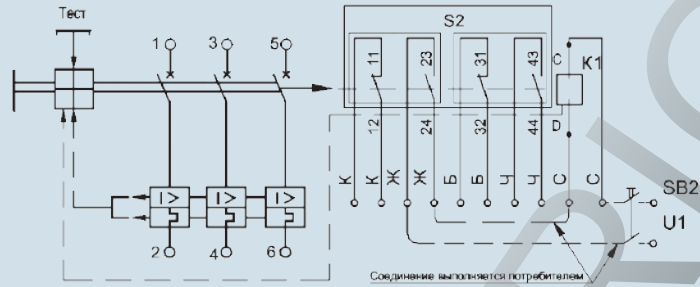 Тест
S2
1 3 5
11 23 31 43
C K1
12 24 32 44 D
К К Ж Ж Б Б Ч Ч С С
SB2
U1
I> I> I>
2 4 6
Соединение выполняется потребителем